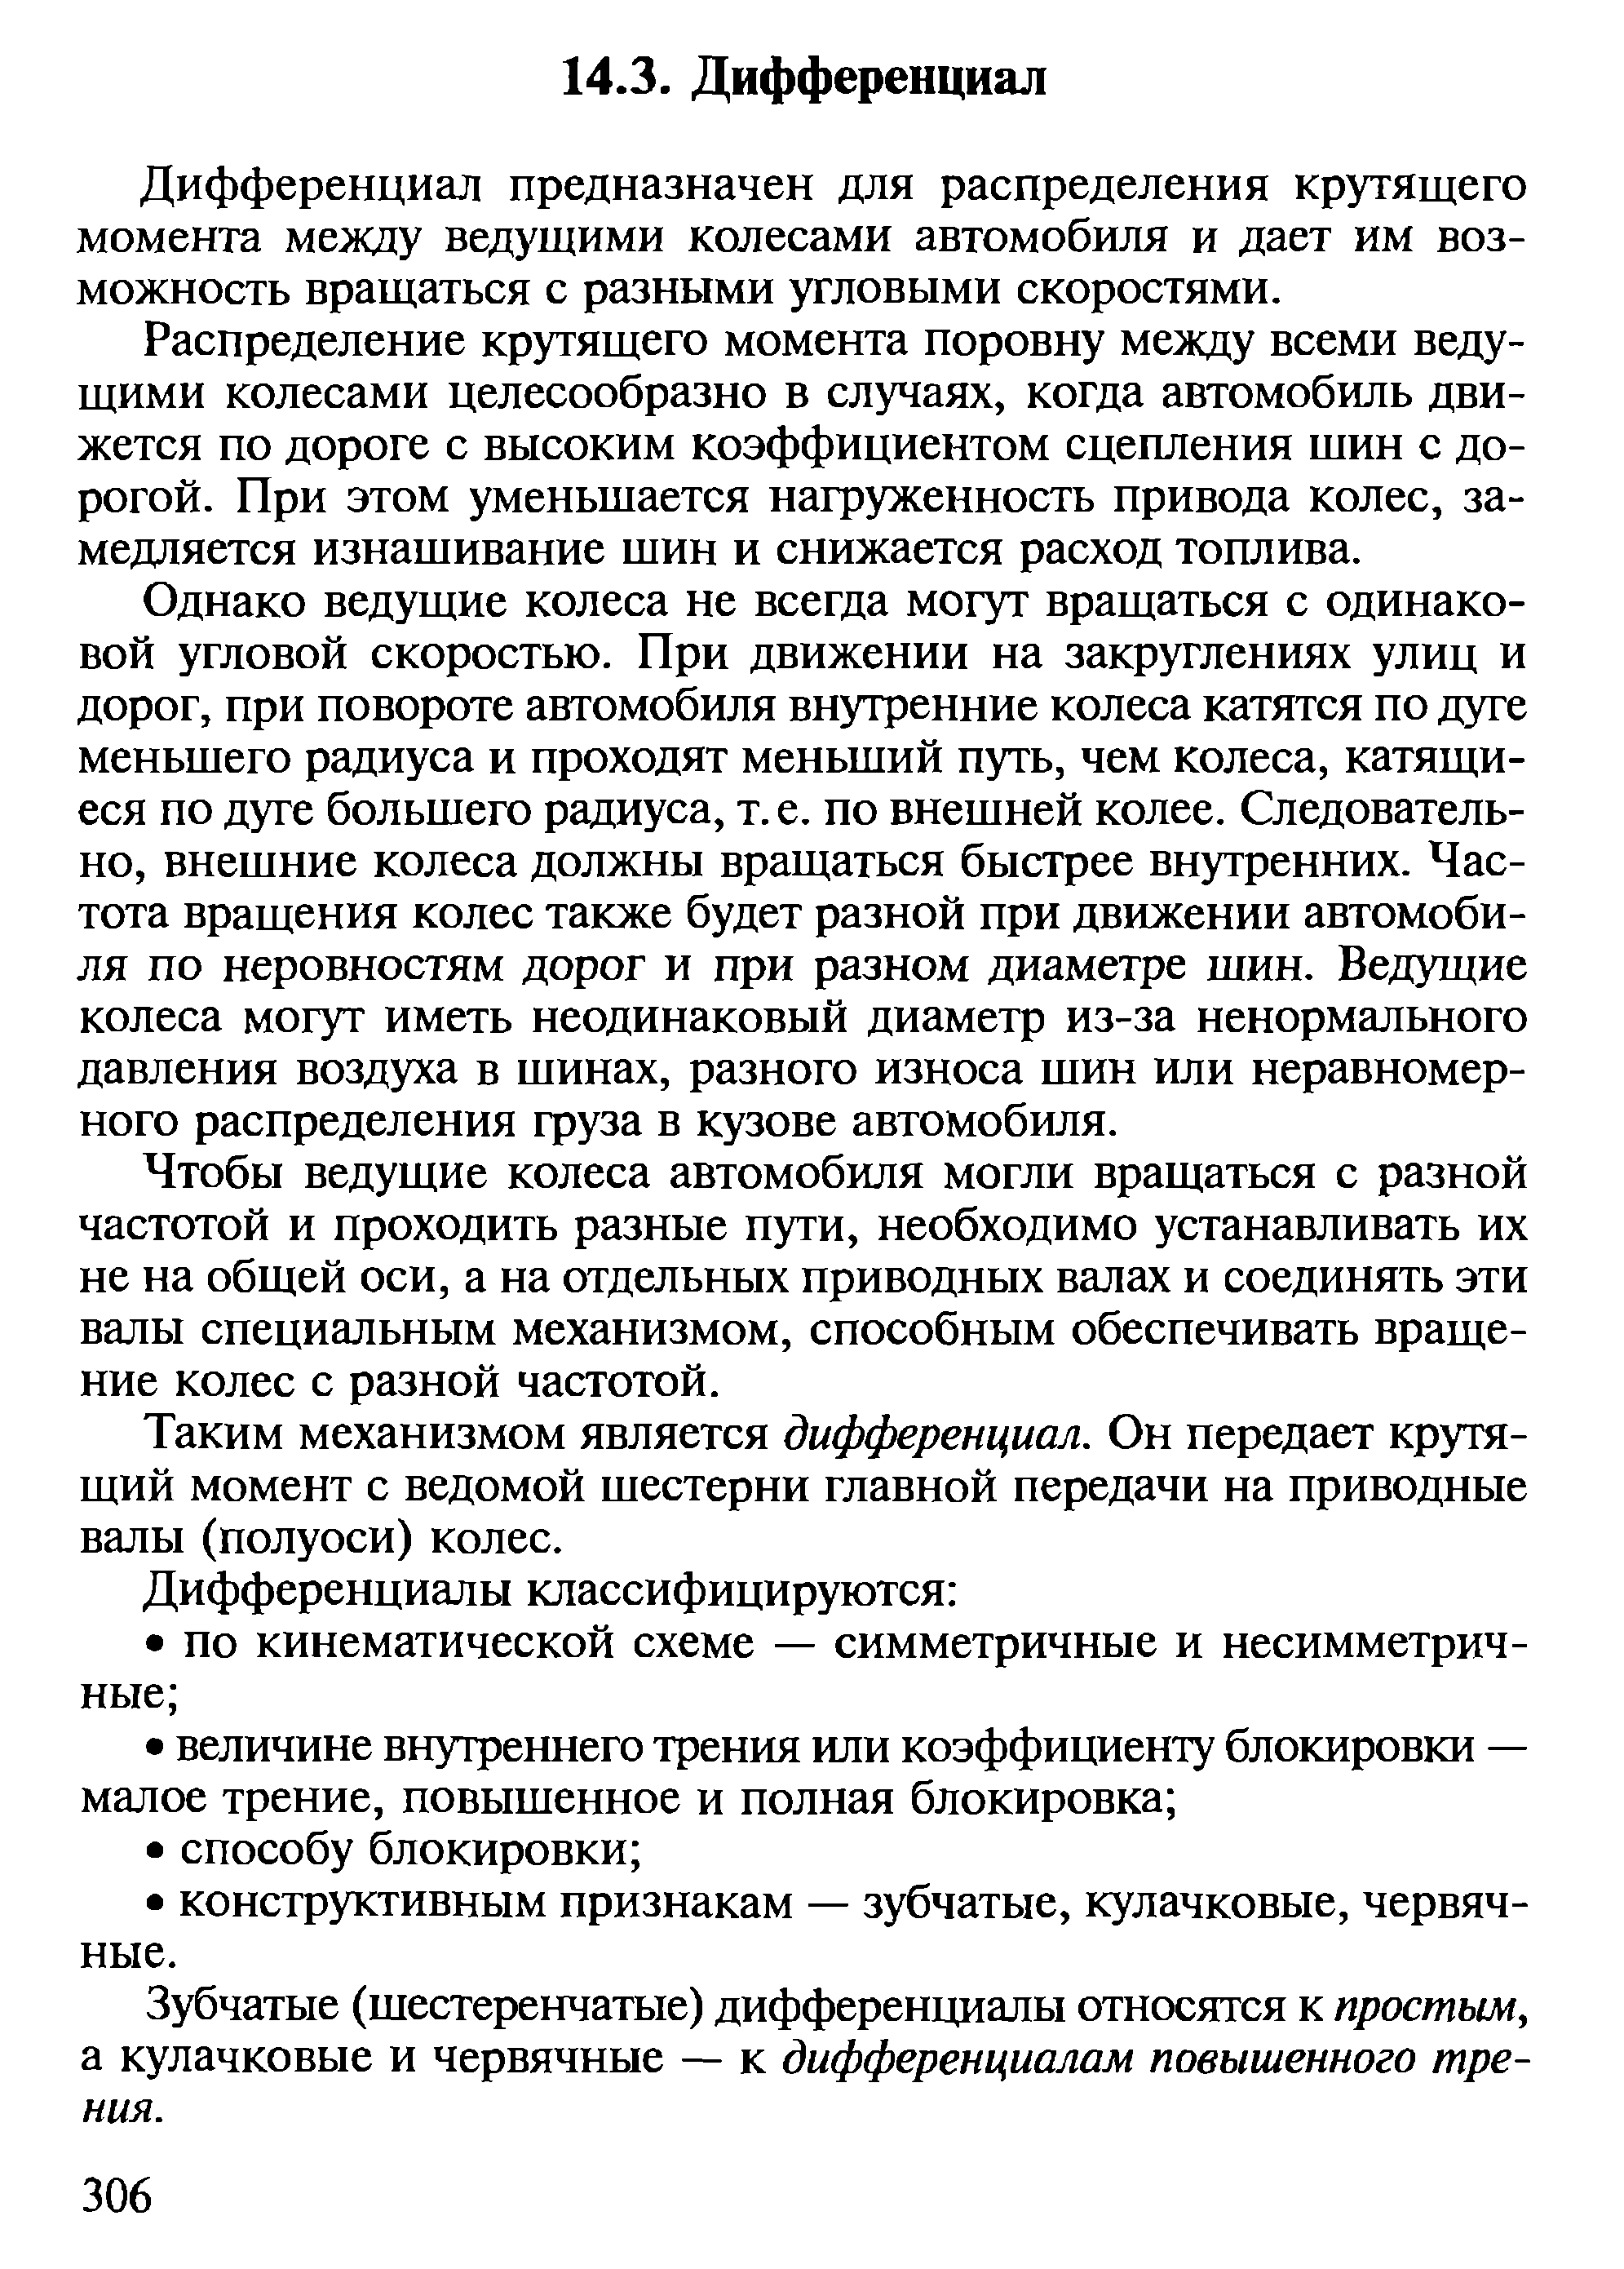 14.3. Дифференциал
Дифференциал предназначен для распределения крутящего
момента между ведущими колесами автомобиля и дает им воз-
можность вращаться с разными угловыми скоростями.
Распределение крутящего момента поровну между всеми веду-
щими колесами целесообразно в случаях, когда автомобиль дви-
жется по дороге с высоким коэффициентом сцепления шин с до-
рогой. При этом уменьшается нагруженность привода колес, за-
медляется изнашивание шин и снижается расход топлива.
Однако ведущие колеса не всегда могут вращаться с одинако-
вой угловой скоростью. При движении на закруглениях улиц и
дорог, при повороте автомобиля внутренние колеса катятся по дуге
меньшего радиуса и проходят меньший путь, чем колеса, катящи-
еся по дуге большего радиуса, т. е. по внешней колее. Следователь-
но, внешние колеса должны вращаться быстрее внутренних. Час-
тота вращения колес также будет разной при движении автомоби-
ля по неровностям дорог и при разном диаметре шин. Ведущие
колеса могут иметь неодинаковый диаметр из-за ненормального
давления воздуха в шинах, разного износа шин или неравномер-
ного распределения груза в кузове автомобиля.
Чтобы ведущие колеса автомобиля могли вращаться с разной
частотой и проходить разные пути, необходимо устанавливать их
не на общей оси, а на отдельных приводных валах и соединять эти
валы специальным механизмом, способным обеспечивать враще-
ние колес с разной частотой.
Таким механизмом является дифференциал. Он передает крутя-
щий момент с ведомой шестерни главной передачи на приводные
валы (полуоси) колес.
Дифференциалы классифицируются:
• по кинематической схеме — симметричные и несимметрич-
ные;
• величине внутреннего трения или коэффициенту блокировки —
малое трение, повышенное и полная блокировка;
• способу блокировки;
• конструктивным признакам — зубчатые, кулачковые, червяч-
ные.
Зубчатые (шестеренчатые) дифференциалы относятся к простым,
а кулачковые и червячные — к дифференциалам повышенного тре-
ния.
306